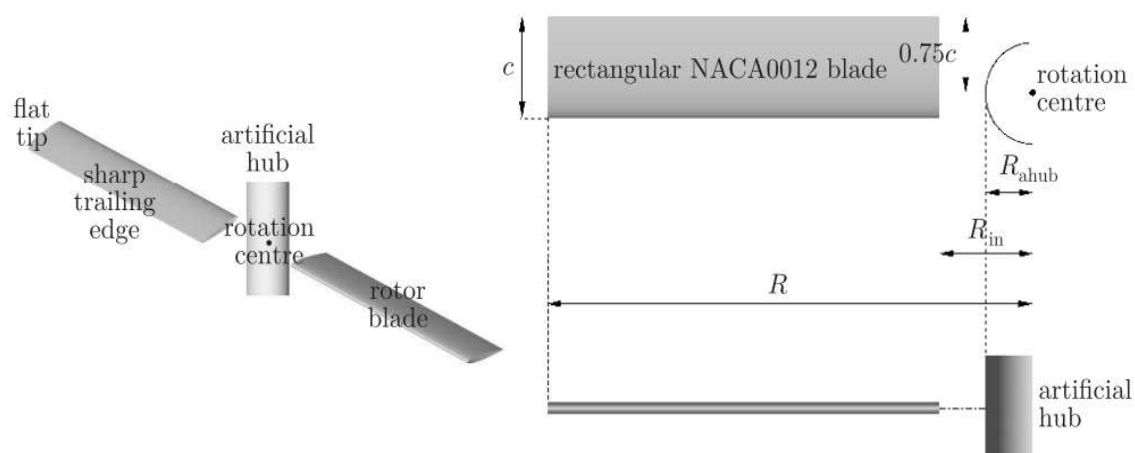 flat
tip
sharp
trailing
edge
artificial
hub
rotation
centre
rotor
blade
c
rectangular NACA0012 blade
0.75c
rotation
centre
R_ahub
R_in
R
artificial
hub